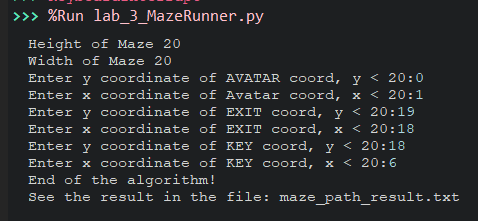 >>> %Run lab_3_MazeRunner.py
Height of Maze 20
Width of Maze 20
Enter y coordinate of AVATAR coord, y < 20:0
Enter x coordinate of Avatar coord, x < 20:1
Enter y coordinate of EXIT coord, y < 20:19
Enter x coordinate of EXIT coord, x < 20:18
Enter y coordinate of KEY coord, y < 20:18
Enter x coordinate of KEY coord, x < 20:6
End of the algorithm!
See the result in the file: maze_path_result.txt